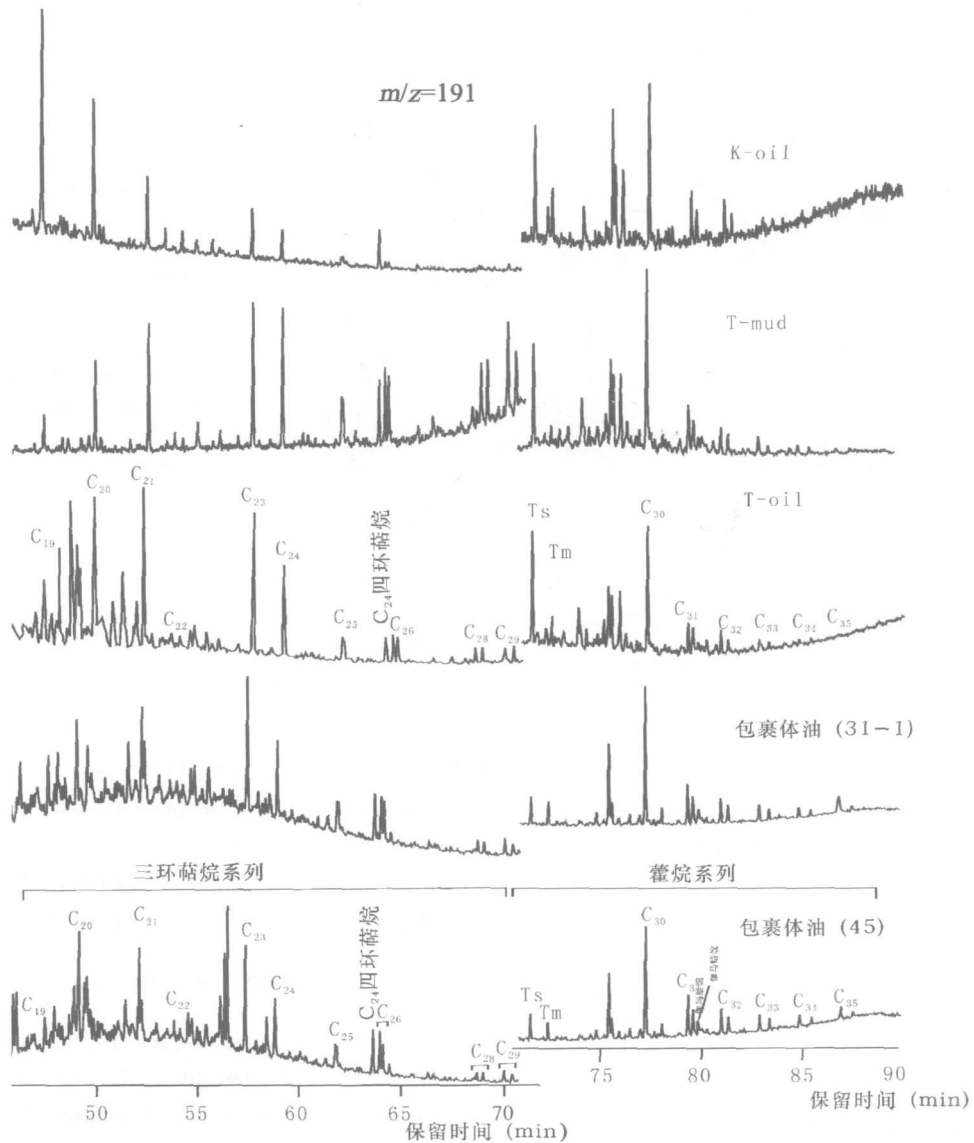 m/z=191
K-oil
T-mud
T-oil
C₁₉
C₂₀
C₂₁
C₂₂
C₂₃
C₂₄
C₂₅
C₂₄四环萜烷
C₂₆
C₂₈
C₂₉
Ts
Tm
C₃₀
C₃₁
C₃₂
C₃₃
C₃₄
C₃₅
包裹体油 (31-1)
三环萜烷系列
藿烷系列
包裹体油 (45)
C₁₉
C₂₀
C₂₁
C₂₂
C₂₃
C₂₄
C₂₅
C₂₄四环萜烷
C₂₆
C₂₈
C₂₉
Ts
Tm
C₃₀
C₃₂
C₃₃
C₃₄
C₃₅
50 55 60 65 70
保留时间 (min)
75 80 85 90
保留时间 (min)